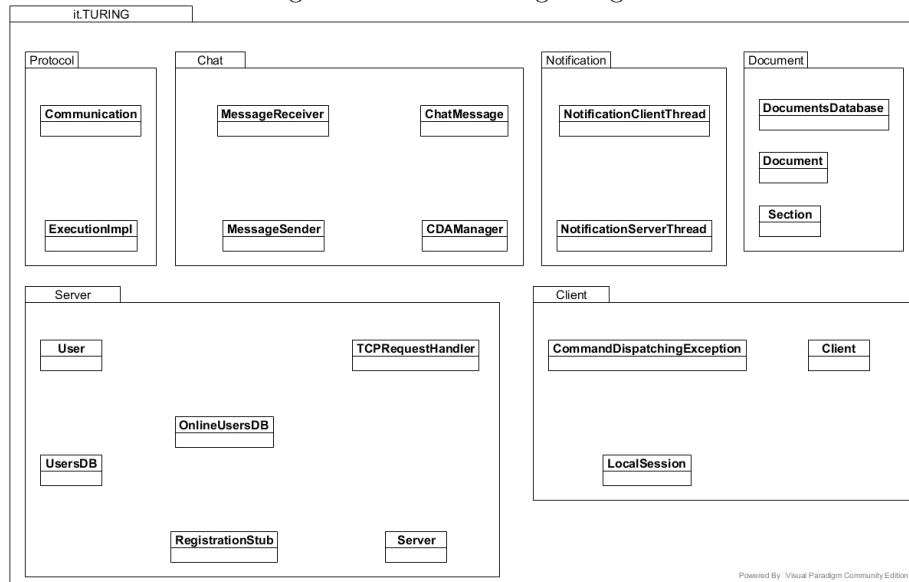 it.TURING
Protocol
Communication
ExecutionImpl
Chat
MessageReceiver
ChatMessage
MessageSender
CDAManager
Notification
NotificationClientThread
NotificationServerThread
Document
DocumentsDatabase
Document
Section
Server
User
TCPRequestHandler
OnlineUsersDB
UsersDB
RegistrationStub
Server
Client
CommandDispatchingException
Client
LocalSession
Powered By Visual Paradigm Community Edition